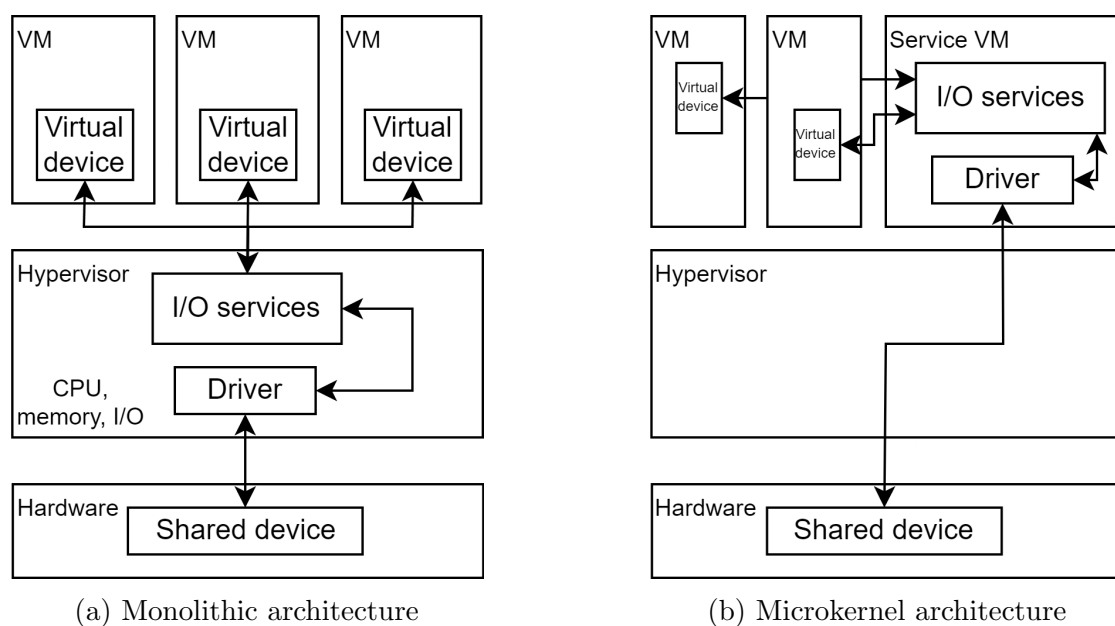 VM
VM
VM
Virtual
device
Virtual
device
Virtual
device
Hypervisor
I/O services
Driver
CPU,
memory, I/O
Hardware
Shared device
(a) Monolithic architecture
VM
VM
Service VM
Virtual
device
Virtual
device
I/O services
Driver
Hypervisor
Hardware
Shared device
(b) Microkernel architecture